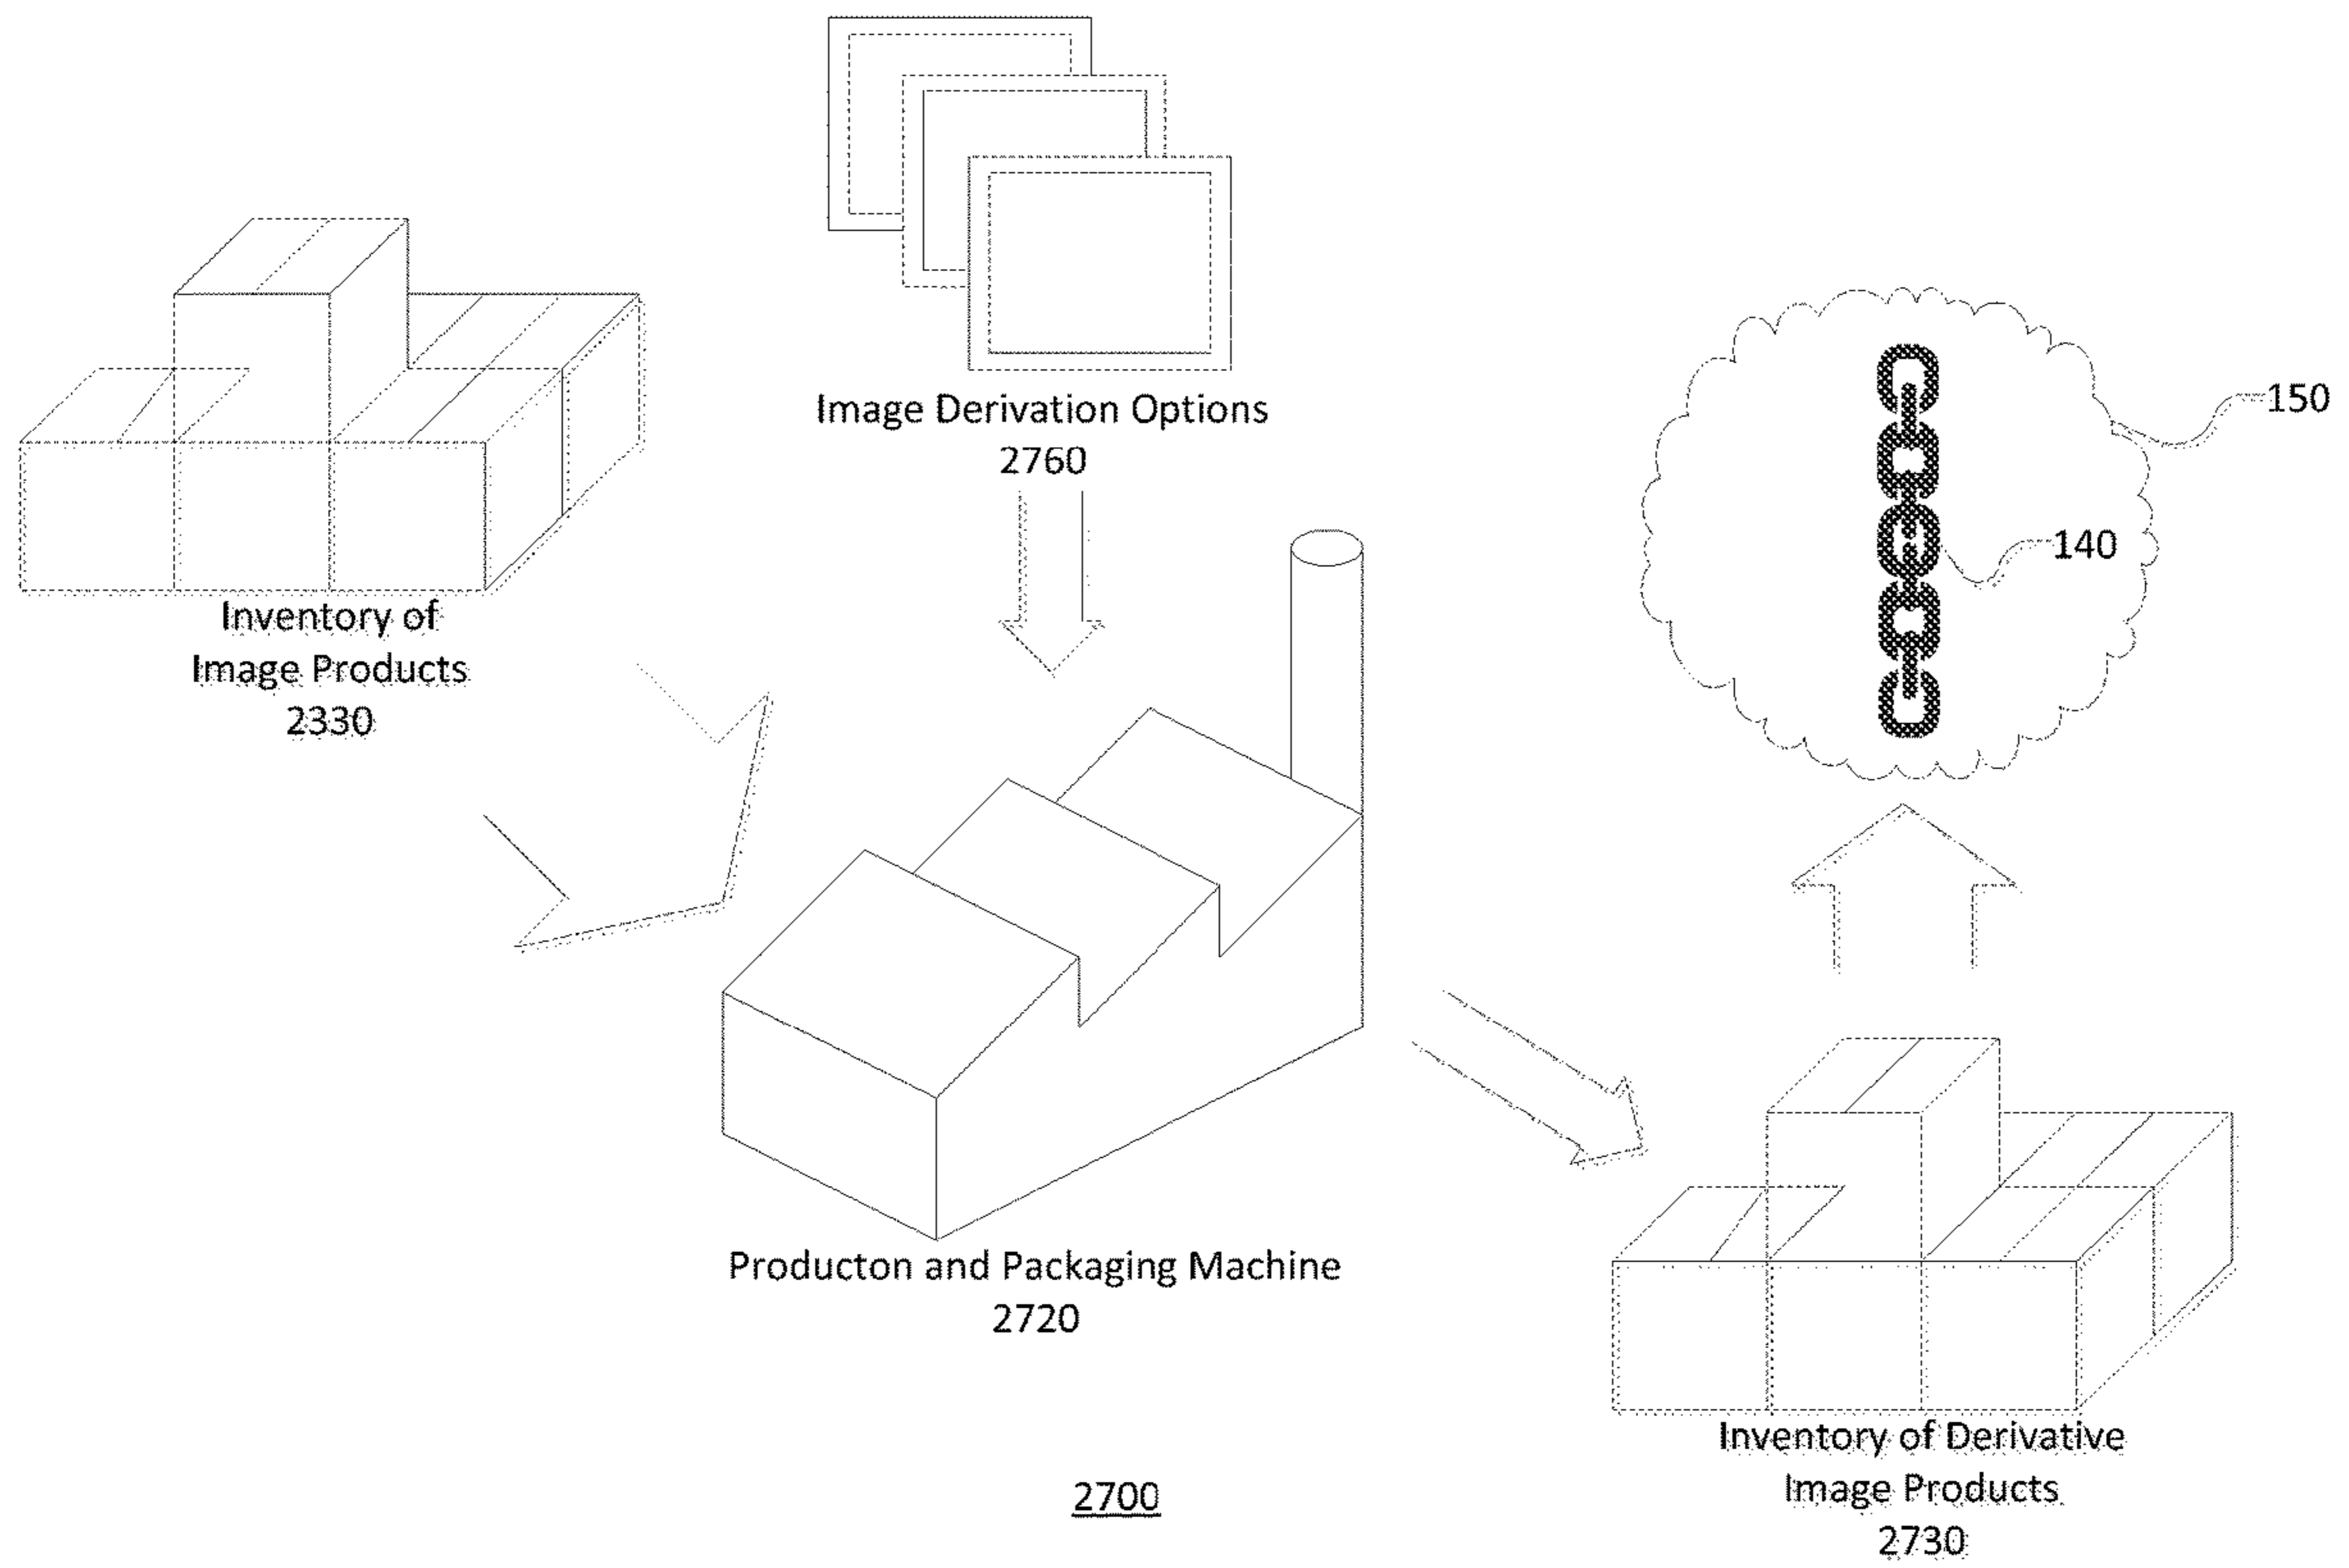 Image Derivation Options
2760
150
140
Inventory of
Image Products
2330
Producton and Packaging Machine
2720
Inventory of Derivative
Image Products
2730
2700